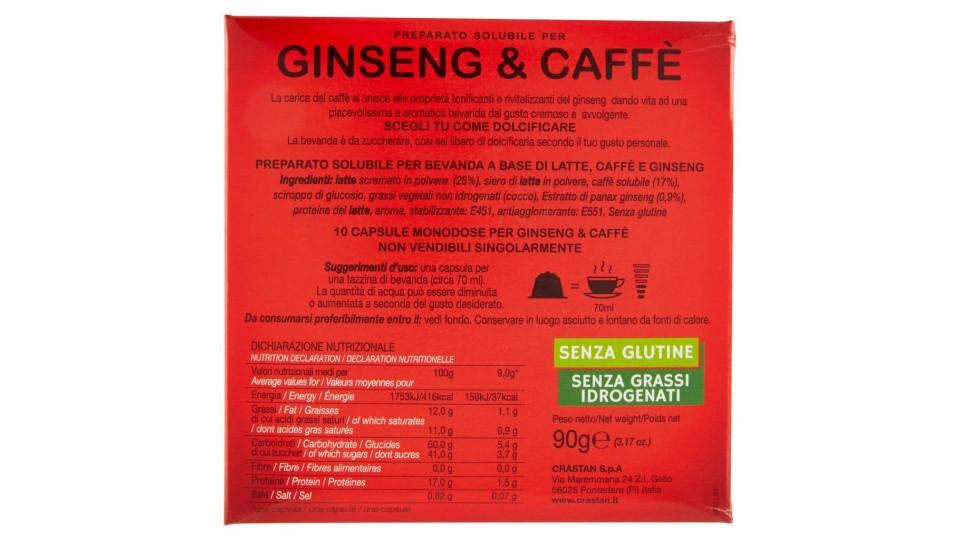 PREPARATO SOLUBILE PER
GINSENG & CAFFÈ
La carica del caffè si unisce alle proprietà tonificanti e rivitalizzanti del ginseng dando vita ad una
piacevolissima e aromatica bevanda dal gusto cremoso e avvolgente.
SCEGLI TU COME DOLCIFICARE
La bevanda è da zuccherare, così sei libero di dolcificarla secondo il tuo gusto personale.
PREPARATO SOLUBILE PER BEVANDA A BASE DI LATTE, CAFFÈ E GINSENG
Ingredienti: latte scremato in polvere (25%), siero di latte in polvere, caffè solubile (17%),
sciroppo di glucosio, grassi vegetali non idrogenati (cocco), Estratto di panax ginseng (0,9%),
proteine del latte, aroma, stabilizzante: E451, antiagglomerante: E551. Senza glutine
10 CAPSULE MONODOSE PER GINSENG & CAFFÈ
NON VENDIBILI SINGOLARMENTE
Suggerimenti d'uso: una capsula per
una tazzina di bevanda (circa 70 ml).
La quantità di acqua può essere diminuita
o aumentata a seconda del gusto desiderato.
=
70ml
Da consumarsi preferibilmente entro il: vedi fondo. Conservare in luogo asciutto e lontano da fonti di calore.
DICHIARAZIONE NUTRIZIONALE
NUTRITION DECLARATION / DECLARATION NUTRITIONELLE
Valori nutrizionali medi per 100g 9,0g*
Average values for / Valeurs moyennes pour
Energia / Energy / Énergie 1753kJ/416kcal 158kJ/37kcal
Grassi / Fat / Graisses 12,0 g 1,1 g
di cui acidi grassi saturi / of which saturates
/ dont acides gras saturés 11,0 g 0,9 g
Carboidrati / Carbohydrate / Glucides 60,0 g 5,4 g
di cui zuccheri / of which sugars / dont sucres 41,0 g 3,7 g
Fibre / Fibre / Fibres alimentaires 0,0 g 0,0 g
Proteine / Protein / Protéines 17,0 g 1,5 g
Sale / Salt / Sel 0,82 g 0,07 g
*una capsula / one capsule / une capsule
SENZA GLUTINE
SENZA GRASSI
IDROGENATI
Peso netto/Net weight/Poids net
90g e (3,17 oz.)
CRASTAN S.p.A
Via Maremmana 24 Z.I. Gello
56025 Pontedera (Pi) Italia
www.crastan.it